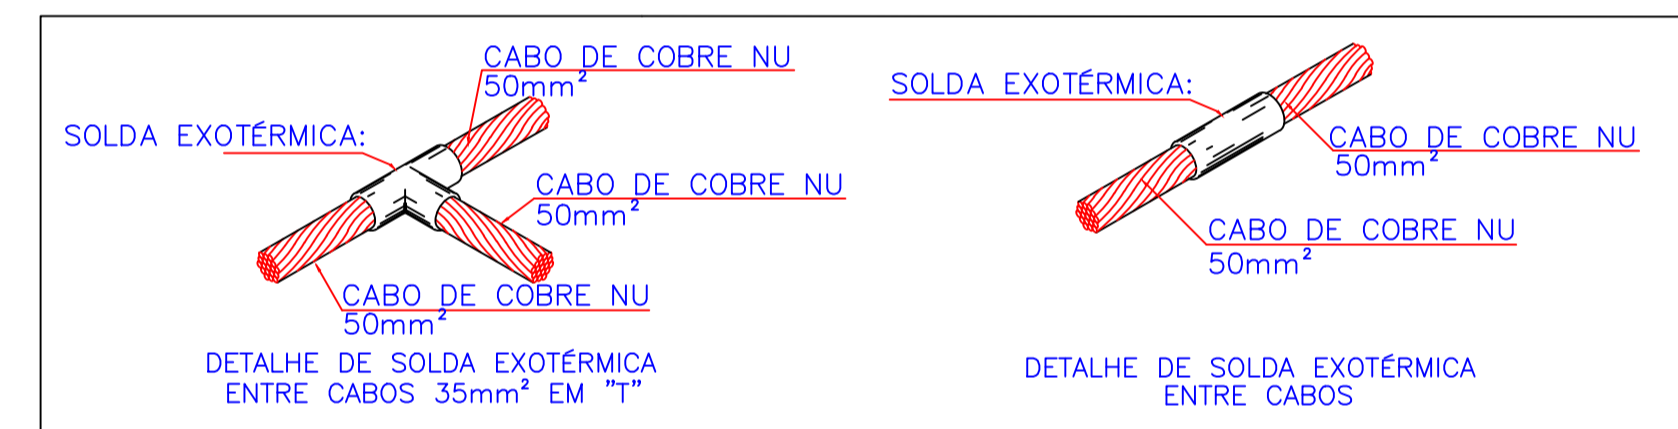 CABO DE COBRE NU
50mm²
SOLDA EXOTÉRMICA:
CABO DE COBRE NU
50mm²
CABO DE COBRE NU
50mm²
DETALHE DE SOLDA EXOTÉRMICA
ENTRE CABOS 35mm² EM "T"
SOLDA EXOTÉRMICA:
CABO DE COBRE NU
50mm²
CABO DE COBRE NU
50mm²
DETALHE DE SOLDA EXOTÉRMICA
ENTRE CABOS